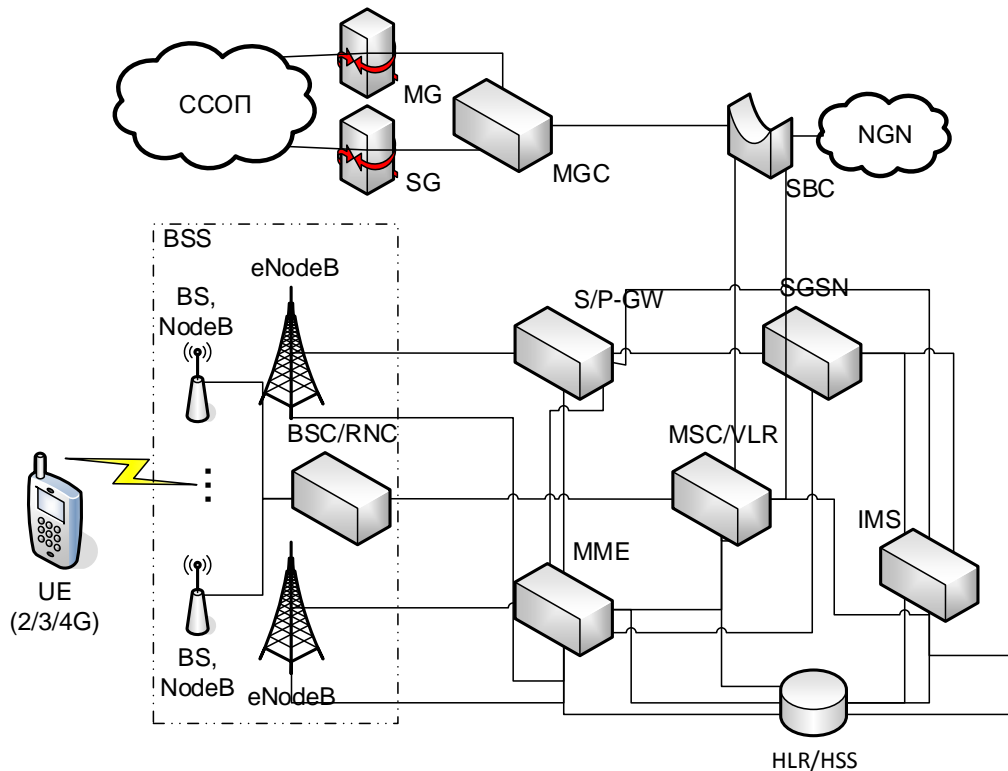 ССОП
MG
SG
MGC
SBC
NGN
BSS
eNodeB
BS,
NodeB
S/P-GW
SGSN
BSC/RNC
MSC/VLR
UE
(2/3/4G)
MME
IMS
BS,
NodeB
eNodeB
HLR/HSS